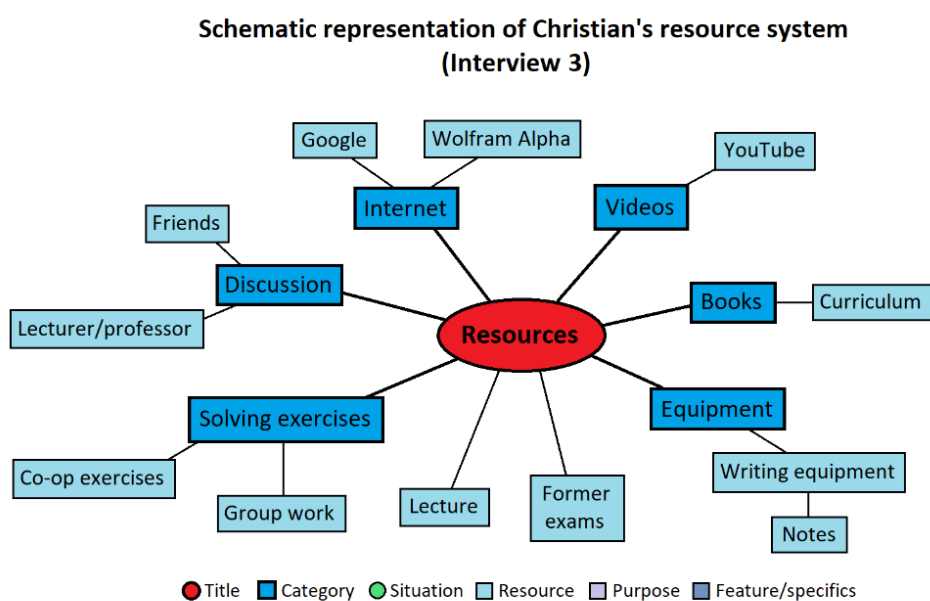 Schematic representation of Christian's resource system
(Interview 3)
Google
Wolfram Alpha
YouTube
Internet
Videos
Friends
Discussion
Books
Curriculum
Lecturer/professor
Resources
Solving exercises
Equipment
Co-op exercises
Writing equipment
Group work
Lecture
Former
exams
Notes
Title Category Situation Resource Purpose Feature/specifics